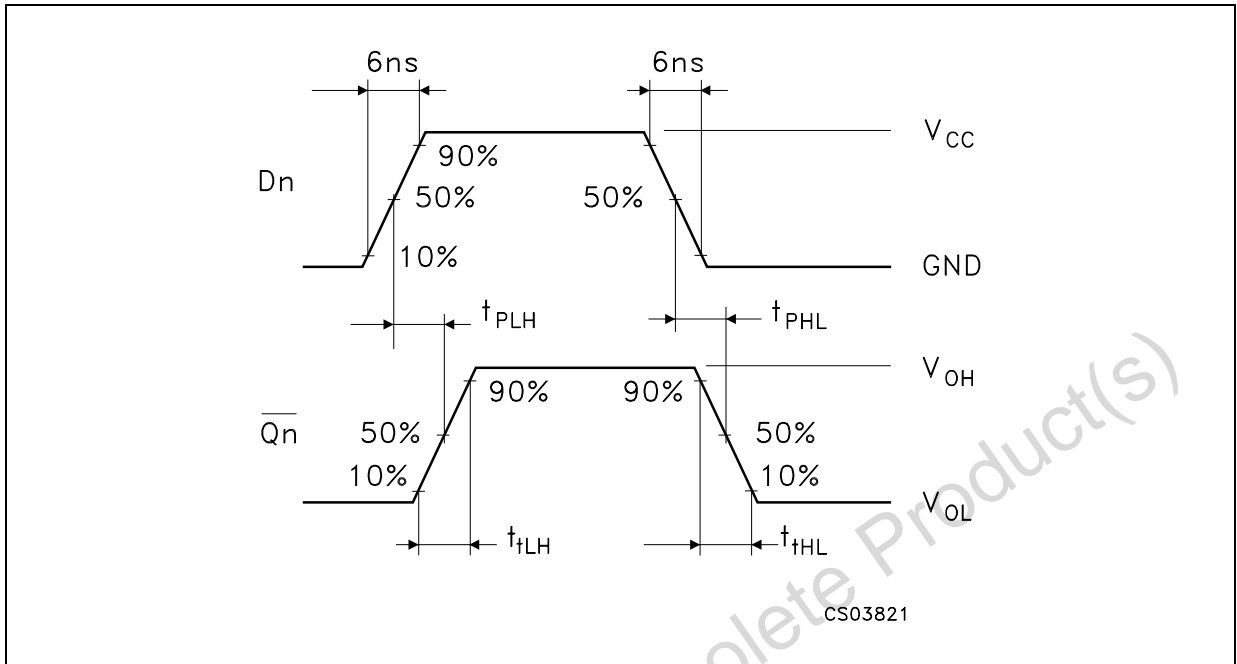 6ns 6ns
V_CC
90%
Dn
50% 50%
10%
GND
t_PLH t_PHL
V_OH
90% 90%
Q̅n̅
50% 50%
10% 10%
V_OL
t_tLH t_tHL
CS03821
olete Product(s)